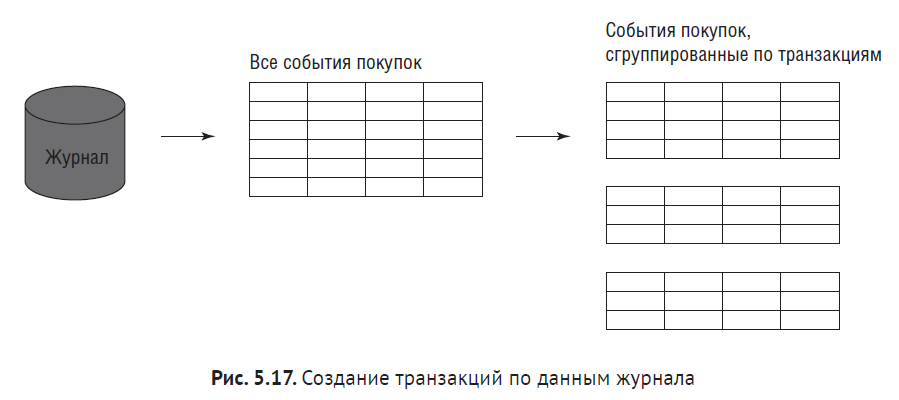 Журнал
Все события покупок
События покупок,
сгруппированные по транзакциям
Рис. 5.17. Создание транзакций по данным журнала